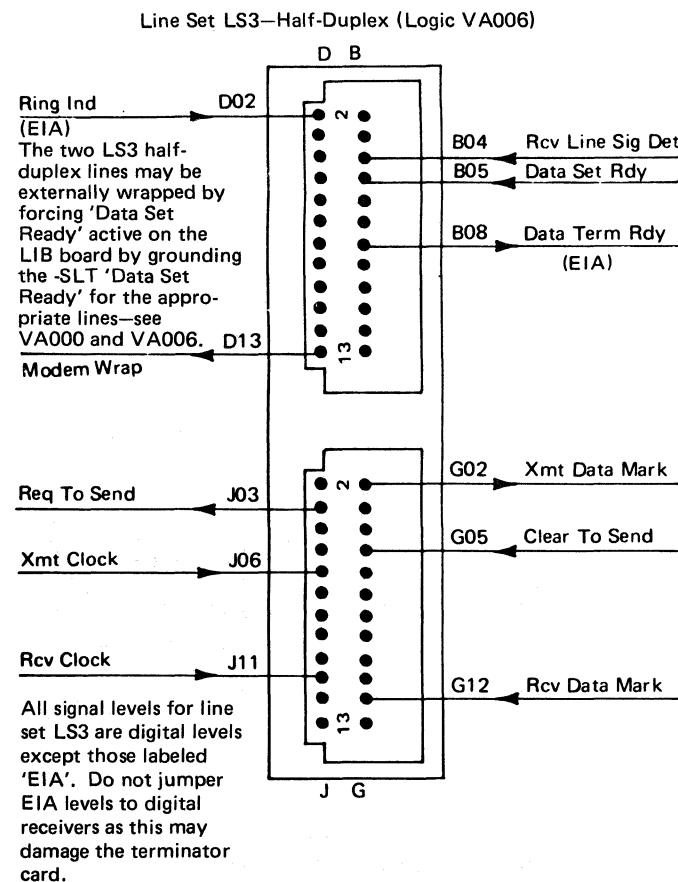 Line Set LS3—Half-Duplex (Logic VA006)
D B
Ring Ind
D02
(EIA)
The two LS3 half-
duplex lines may be
externally wrapped by
forcing 'Data Set
Ready' active on the
LIB board by grounding
the -SLT 'Data Set
Ready' for the appro-
priate lines—see
VA000 and VA006.
D13
Modem Wrap
2
13
B04 Rcv Line Sig Det
B05 Data Set Rdy
B08 Data Term Rdy
(EIA)
Req To Send J03
Xmt Clock J06
Rcv Clock J11
2
13
G02 Xmt Data Mark
G05 Clear To Send
G12 Rcv Data Mark
All signal levels for line
set LS3 are digital levels
except those labeled
'EIA'. Do not jumper
EIA levels to digital
receivers as this may
damage the terminator
card.
J G